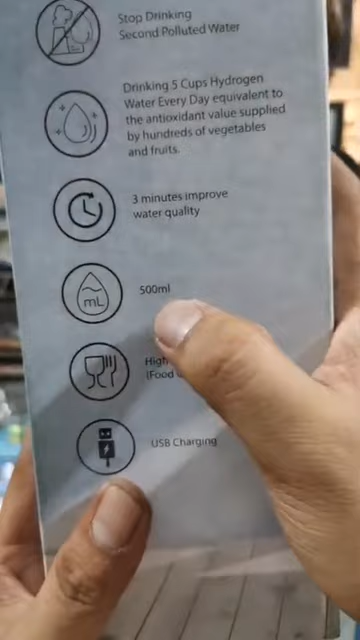 Stop Drinking
Second Polluted Water
Drinking 5 Cups Hydrogen
Water Every Day equivalent to
the antioxidant value supplied
by hundreds of vegetables
and fruits.
3 minutes improve
water quality
mL
500ml
High
(Food
USB Charging